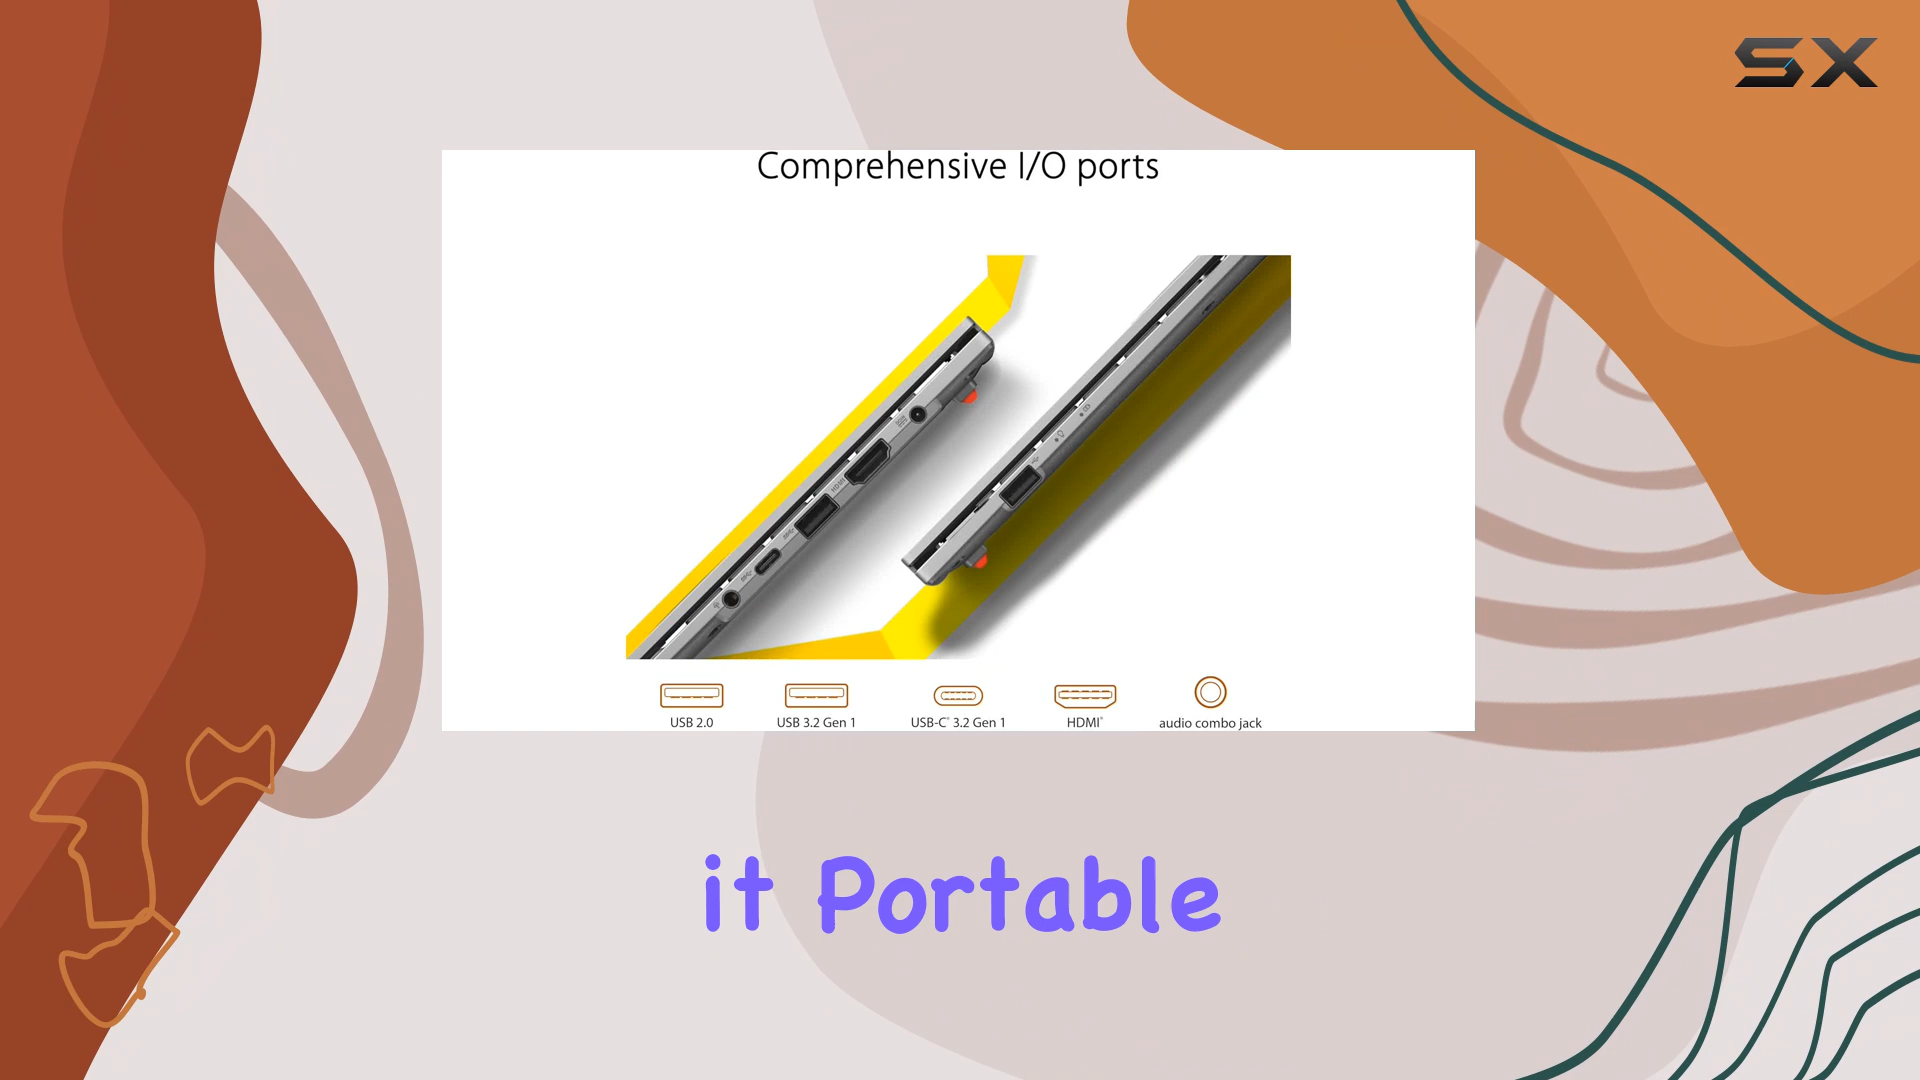 SX
Comprehensive I/O ports
HDMI
USB 2.0
USB 3.2 Gen 1
USB-C® 3.2 Gen 1
HDMI®
audio combo jack
it Portable